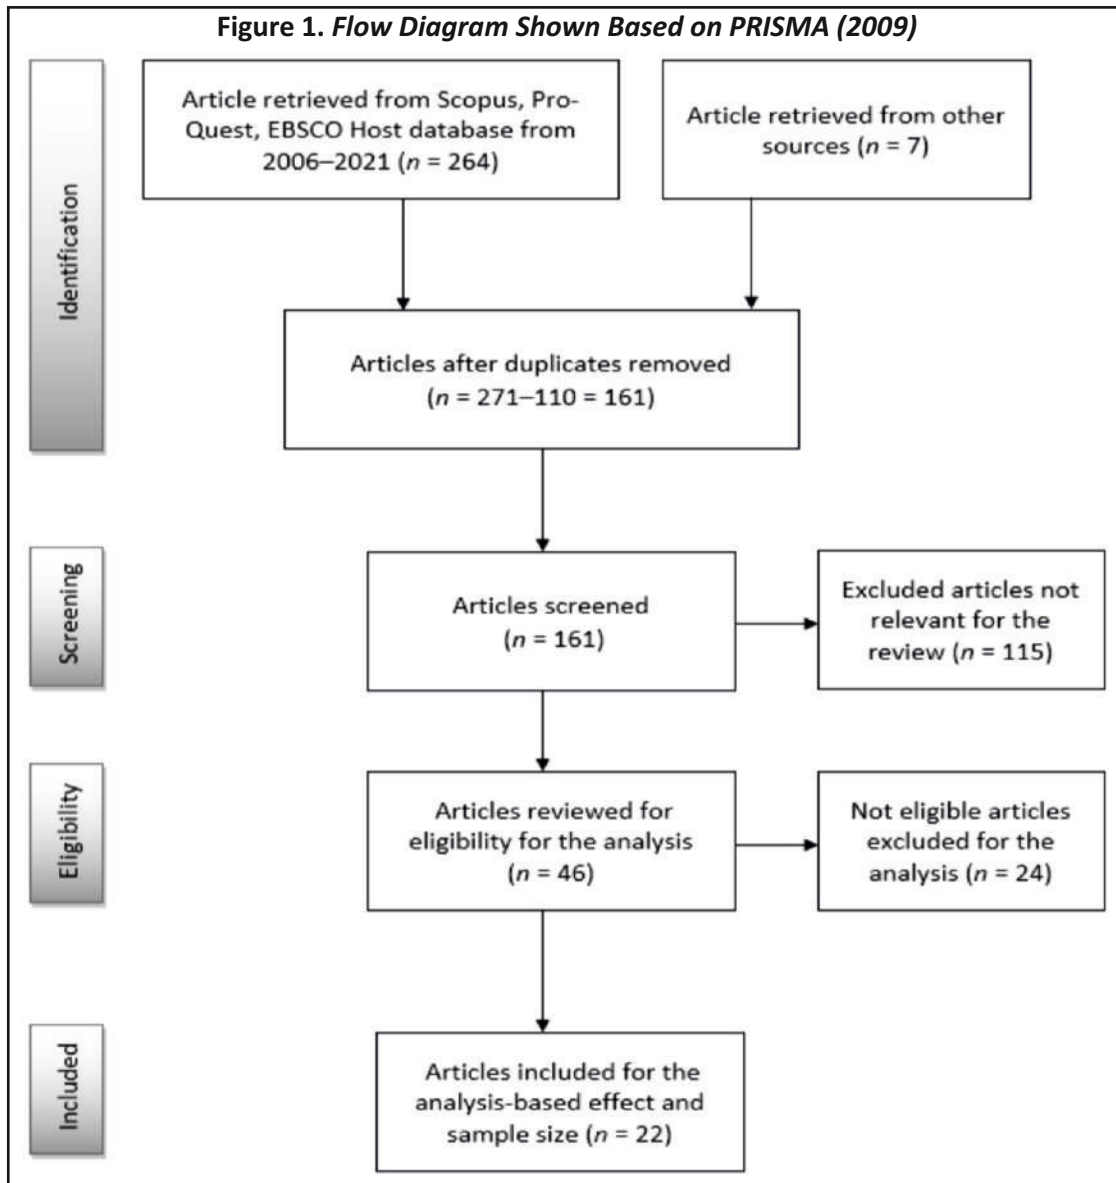 Figure 1. Flow Diagram Shown Based on PRISMA (2009)
Identification
Article retrieved from Scopus, Pro-
Quest, EBSCO Host database from
2006–2021 (n = 264)
Article retrieved from other
sources (n = 7)
Articles after duplicates removed
(n = 271–110 = 161)
Screening
Articles screened
(n = 161)
Excluded articles not
relevant for the
review (n = 115)
Eligibility
Articles reviewed for
eligibility for the analysis
(n = 46)
Not eligible articles
excluded for the
analysis (n = 24)
Included
Articles included for the
analysis-based effect and
sample size (n = 22)